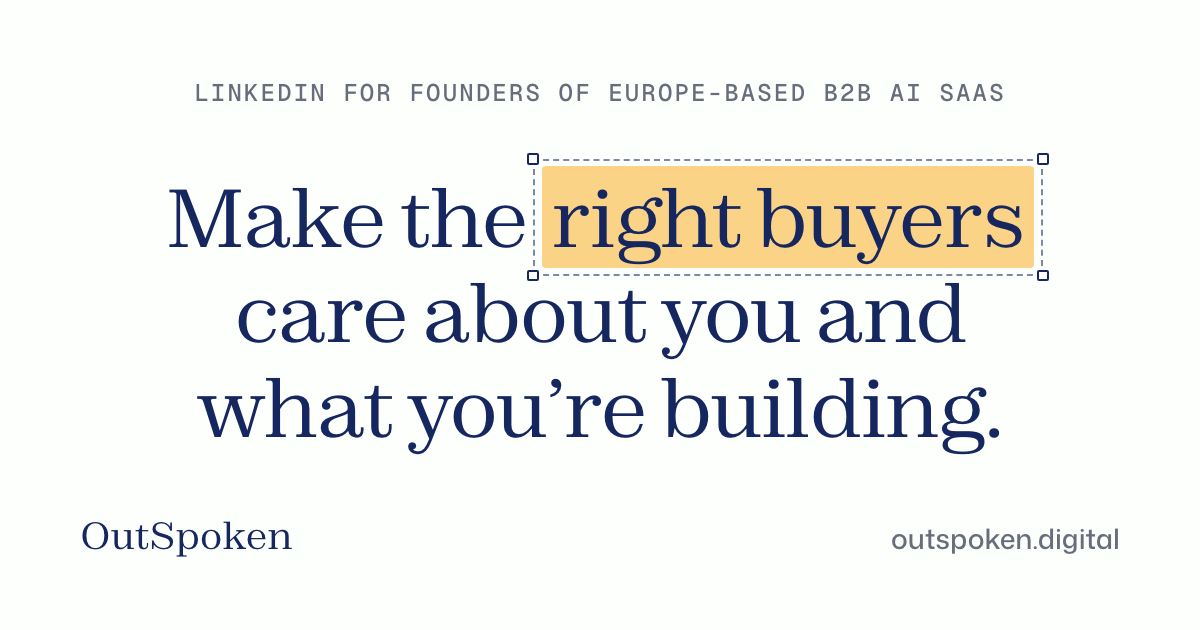 LINKEDIN FOR FOUNDERS OF EUROPE-BASED B2B AI SAAS
Make the right buyers
care about you and
what you’re building.
OutSpoken
outspoken.digital